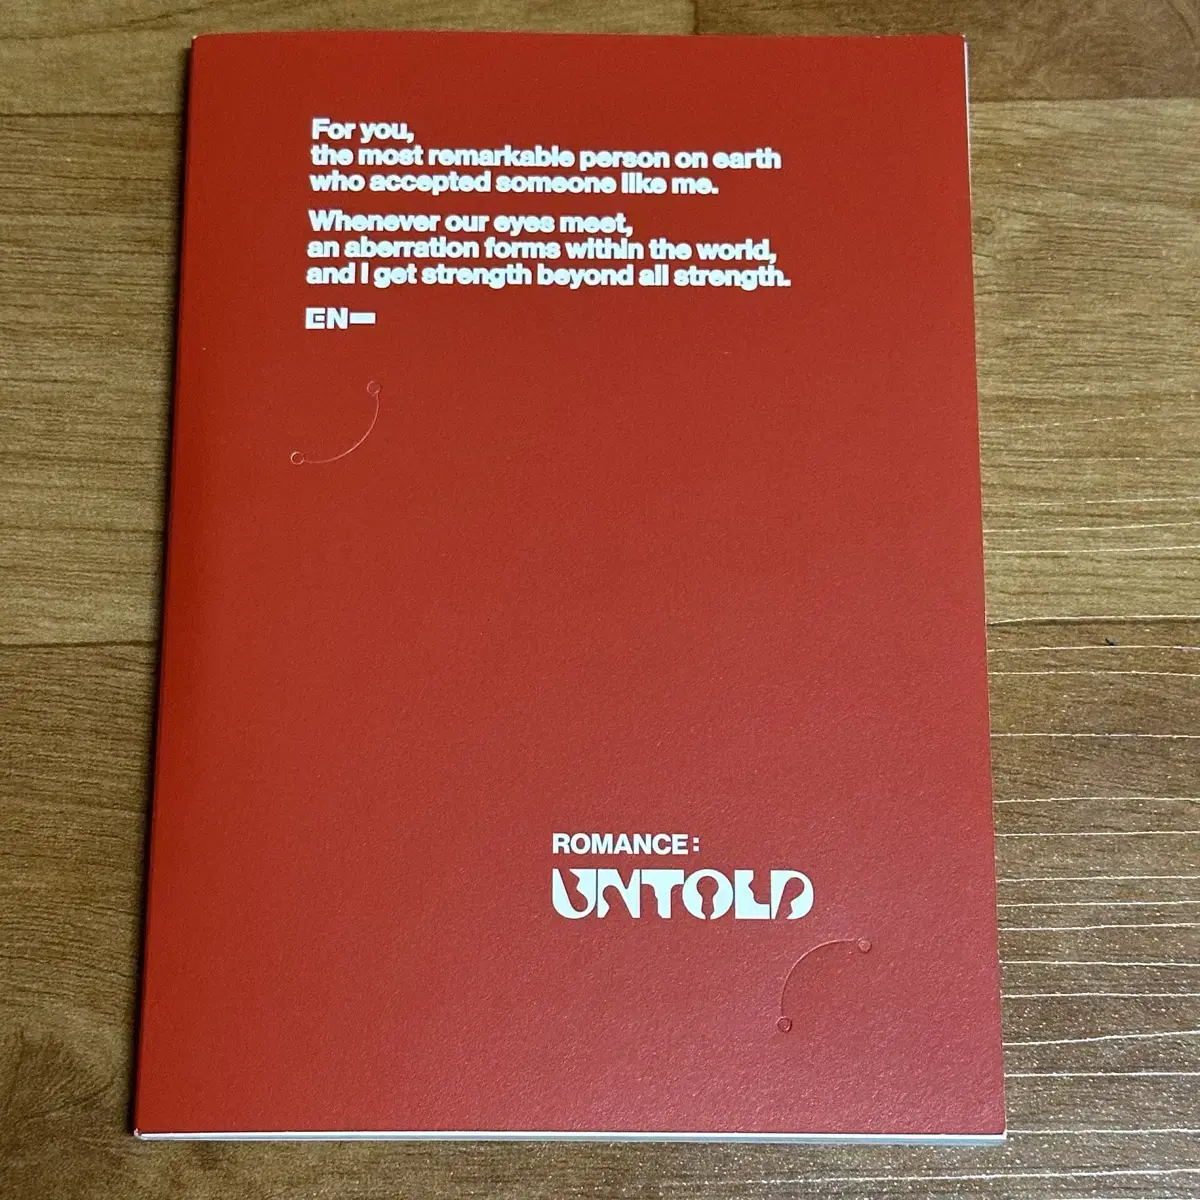 For you,
the most remarkable person on earth
who accepted someone like me.
Whenever our eyes meet,
an aberration forms within the world,
and I get strength beyond all strength.
EN—
ROMANCE:
UNTOLD